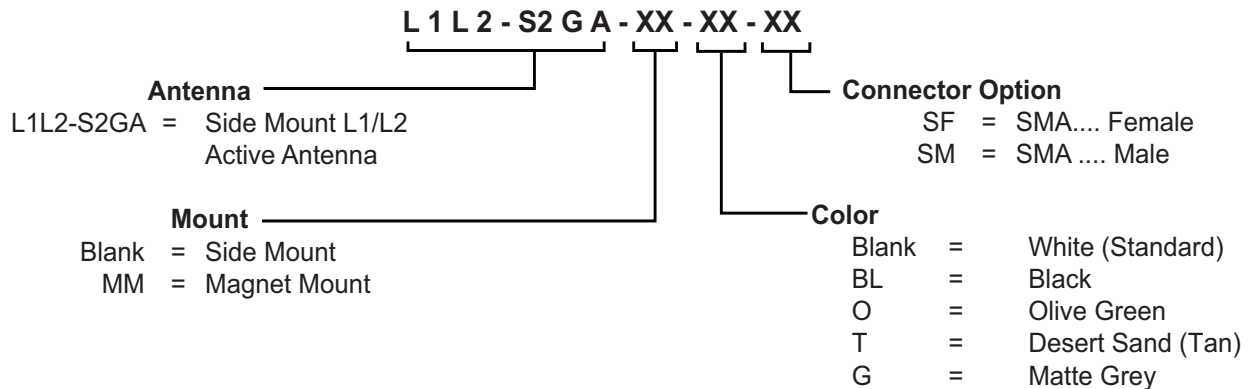 L 1 L 2 - S2 G A - XX - XX - XX
Antenna
L1L2-S2GA = Side Mount L1/L2
Active Antenna
Mount
Blank = Side Mount
MM = Magnet Mount
Connector Option
SF = SMA.... Female
SM = SMA .... Male
Color
Blank = White (Standard)
BL = Black
O = Olive Green
T = Desert Sand (Tan)
G = Matte Grey